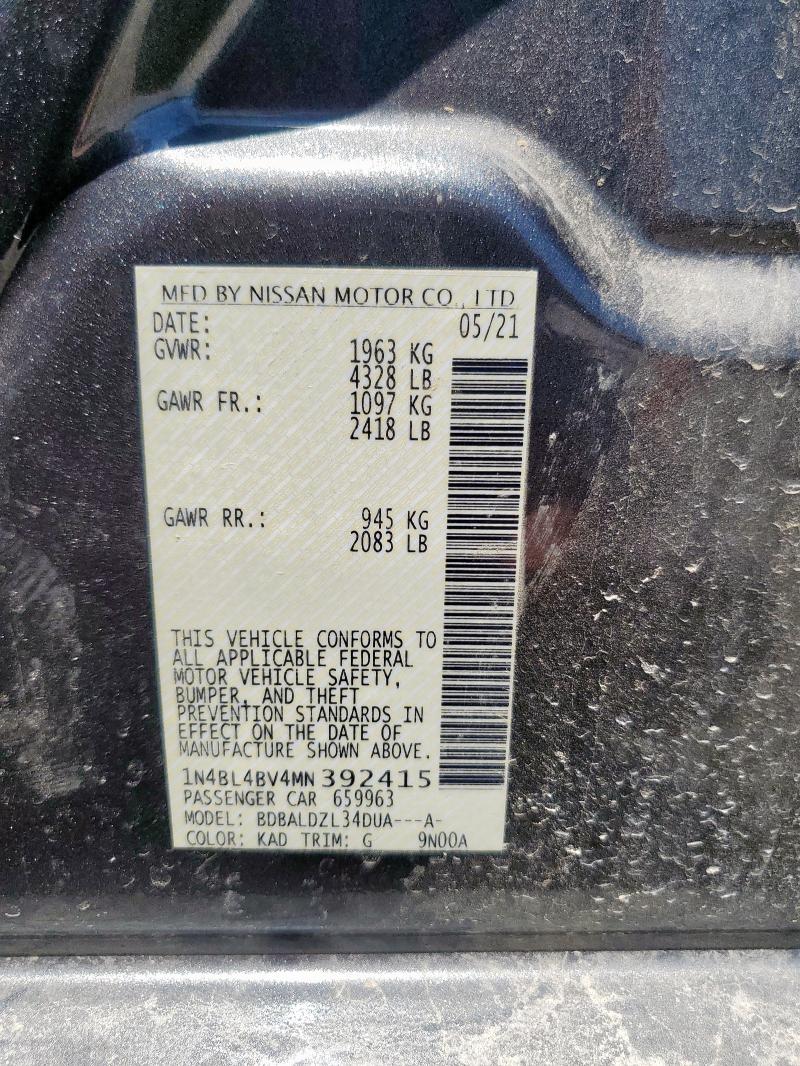 MFD BY NISSAN MOTOR CO., LTD
DATE: 05/21
GVWR: 1963 KG
4328 LB
GAWR FR.: 1097 KG
2418 LB
GAWR RR.: 945 KG
2083 LB
THIS VEHICLE CONFORMS TO
ALL APPLICABLE FEDERAL
MOTOR VEHICLE SAFETY,
BUMPER, AND THEFT
PREVENTION STANDARDS IN
EFFECT ON THE DATE OF
MANUFACTURE SHOWN ABOVE.
1N4BL4BV4MN392415
PASSENGER CAR 659963
MODEL: BDBALDZL34DUA---A-
COLOR: KAD TRIM: G 9N00A